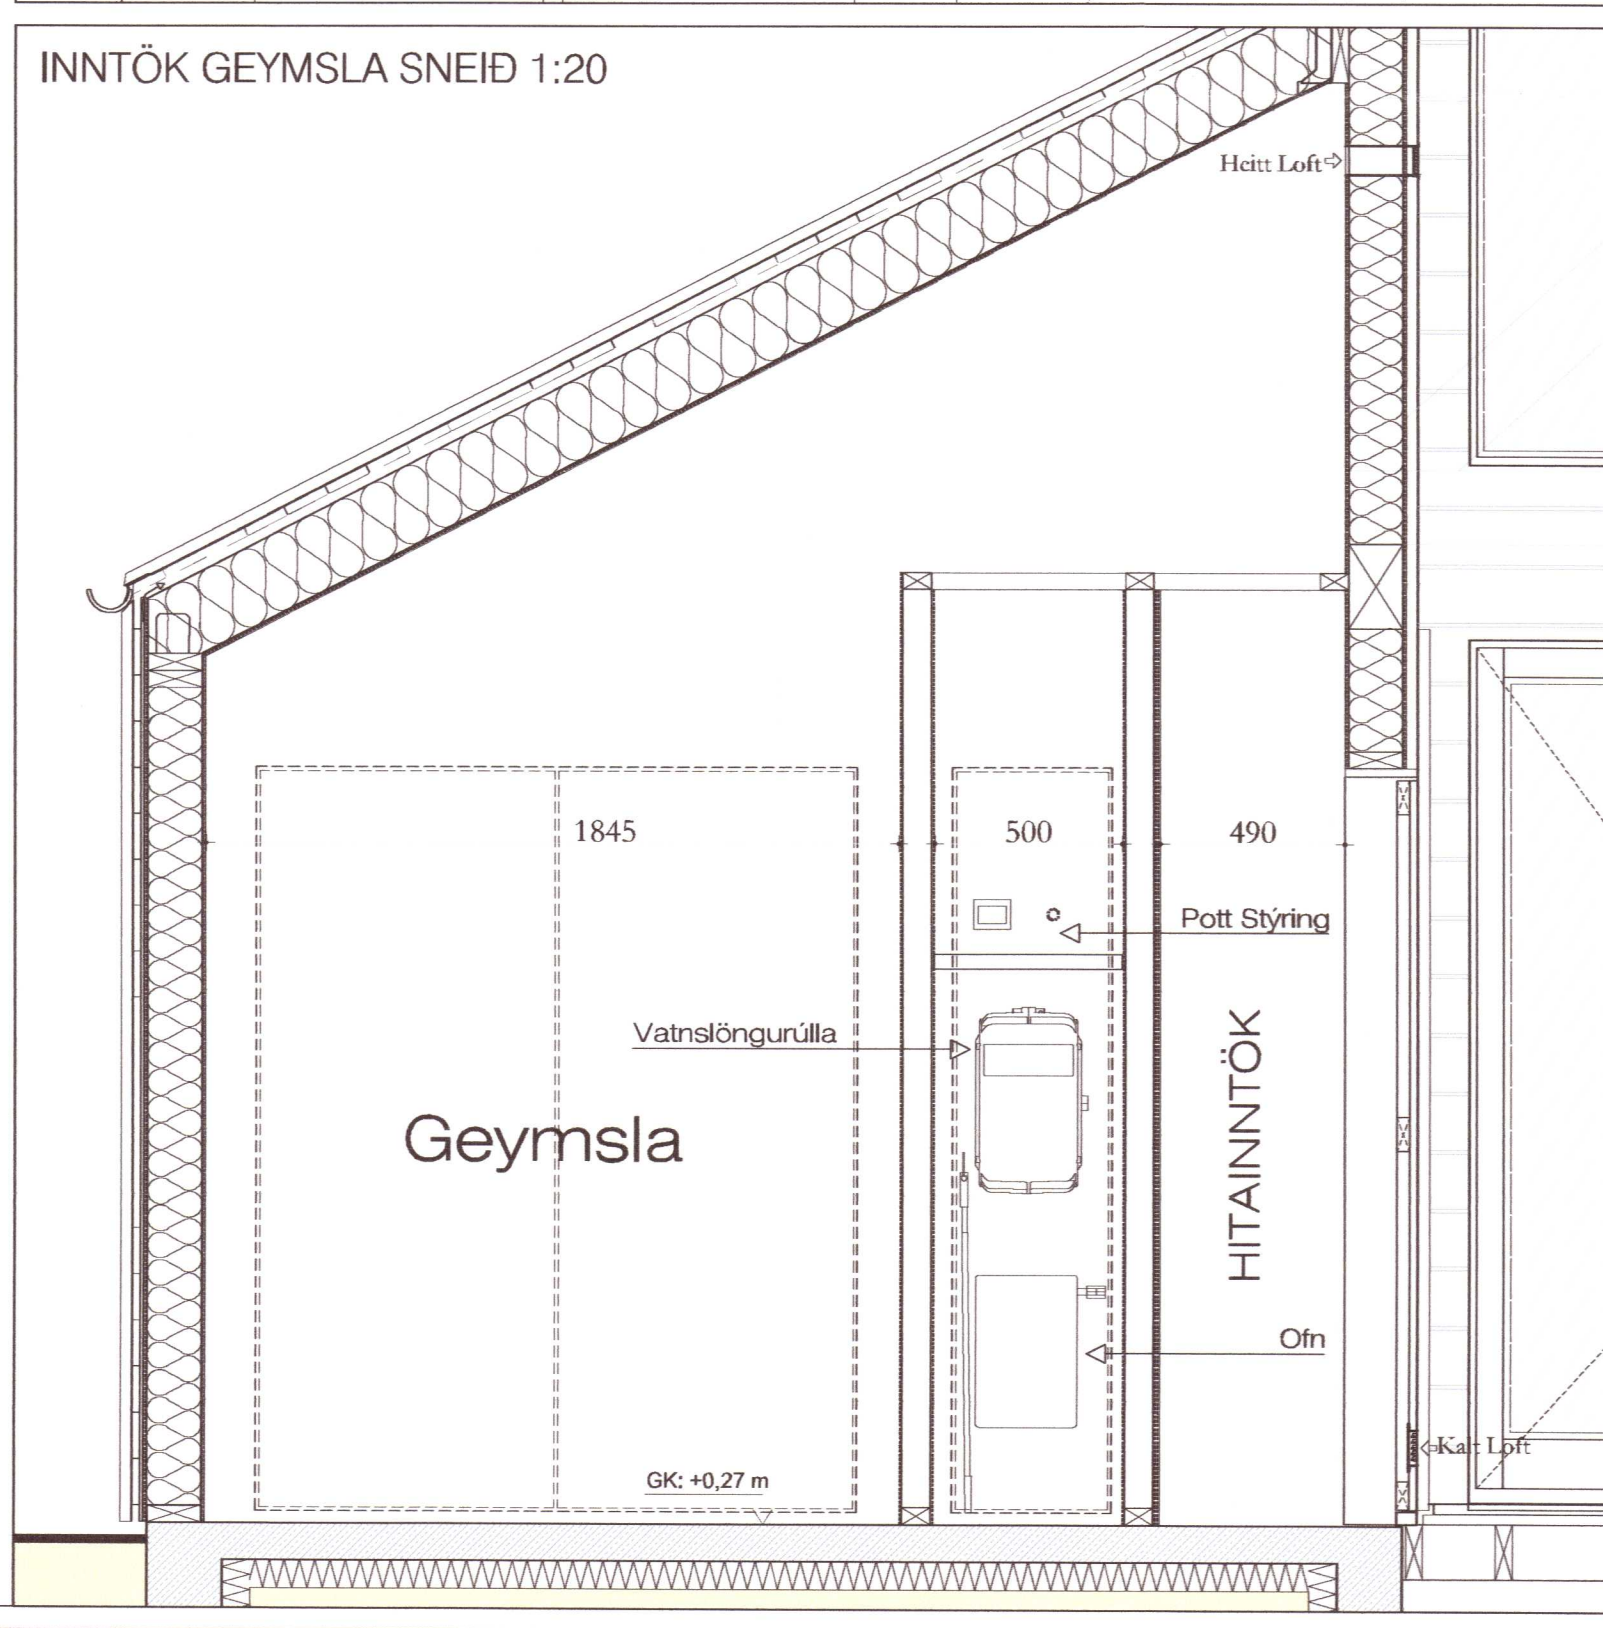 INNTÖK GEYMSLA SNEIÐ 1:20
Heitt Loft
1845
500
490
Pott Stýring
Vatnslöngurúlla
Geymsla
HITAINNTÖK
Ofn
Kalt Loft
GK: +0,27 m